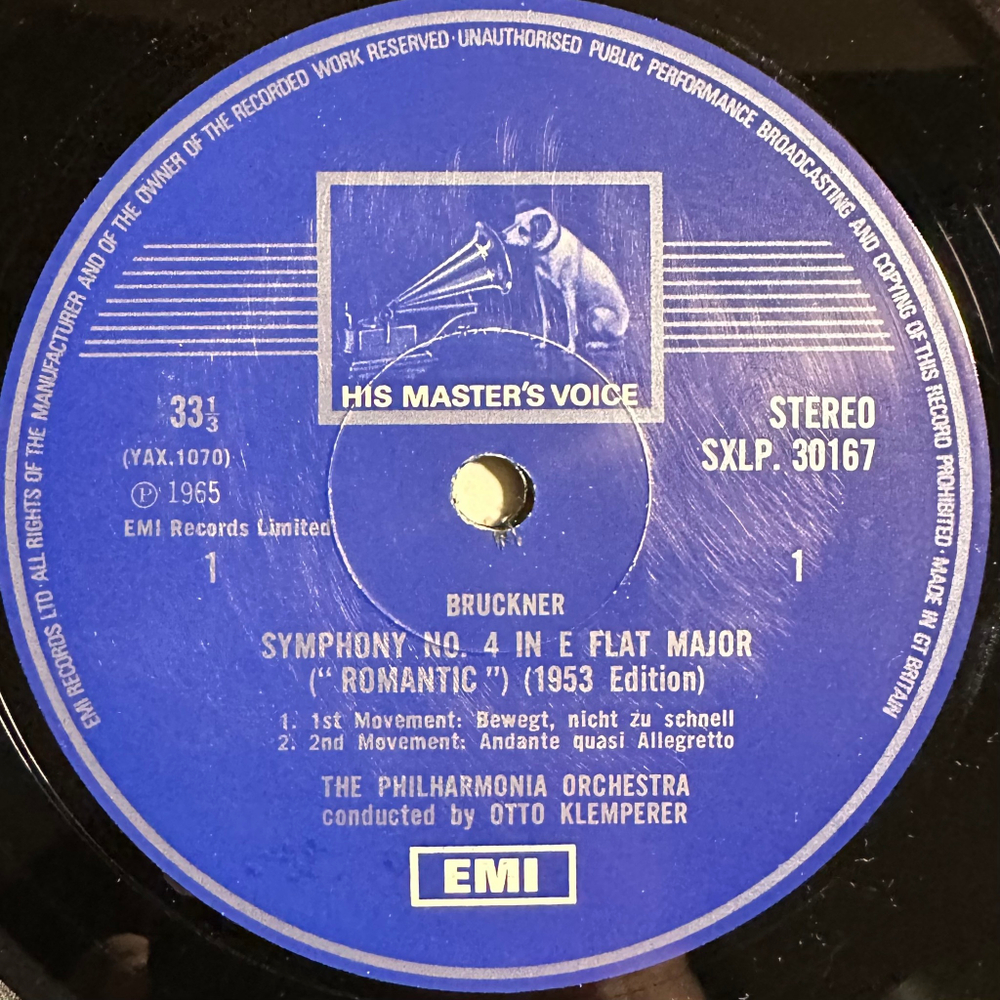 EMI RECORDS LTD· ALL RIGHTS OF THE MANUFACTURER AND OF THE OWNER OF THE RECORDED WORK RESERVED·UNAUTHORISED PUBLIC PERFORMANCE BROADCASTING AND COPYING OF THIS RECORD PROHIBITED· MADE IN GT BRITAIN
HIS MASTER'S VOICE
33⅓
STEREO
(YAX.1070)
SXLP. 30167
Ⓟ 1965
EMI Records Limited
1
1
BRUCKNER
SYMPHONY NO. 4 IN E FLAT MAJOR
(“ ROMANTIC ”) (1953 Edition)
1. 1st Movement: Bewegt, nicht zu schnell
2. 2nd Movement: Andante quasi Allegretto
THE PHILHARMONIA ORCHESTRA
conducted by OTTO KLEMPERER
EMI